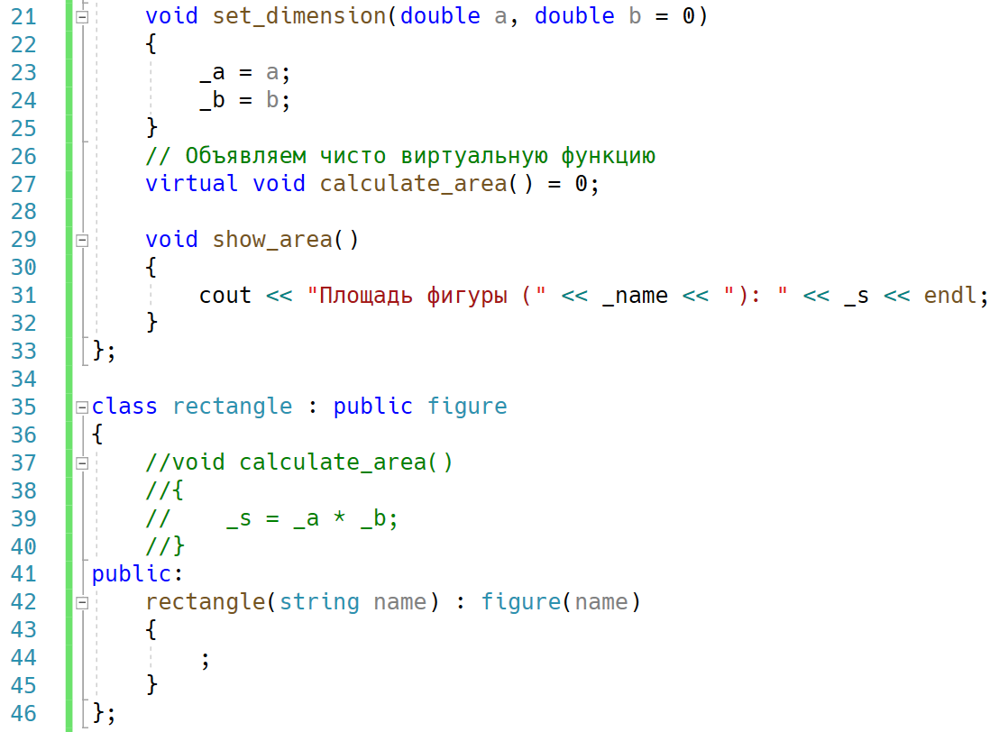 21 void set_dimension(double a, double b = 0)
22 {
23 _a = a;
24 _b = b;
25 }
26 // Объявляем чисто виртуальную функцию
27 virtual void calculate_area() = 0;
28
29 void show_area()
30 {
31 cout << "Площадь фигуры (" << _name << "): " << _s << endl;
32 }
33 };
34
35 class rectangle : public figure
36 {
37 //void calculate_area()
38 //{
39 // _s = _a * _b;
40 //}
41 public:
42 rectangle(string name) : figure(name)
43 {
44 ;
45 }
46 };